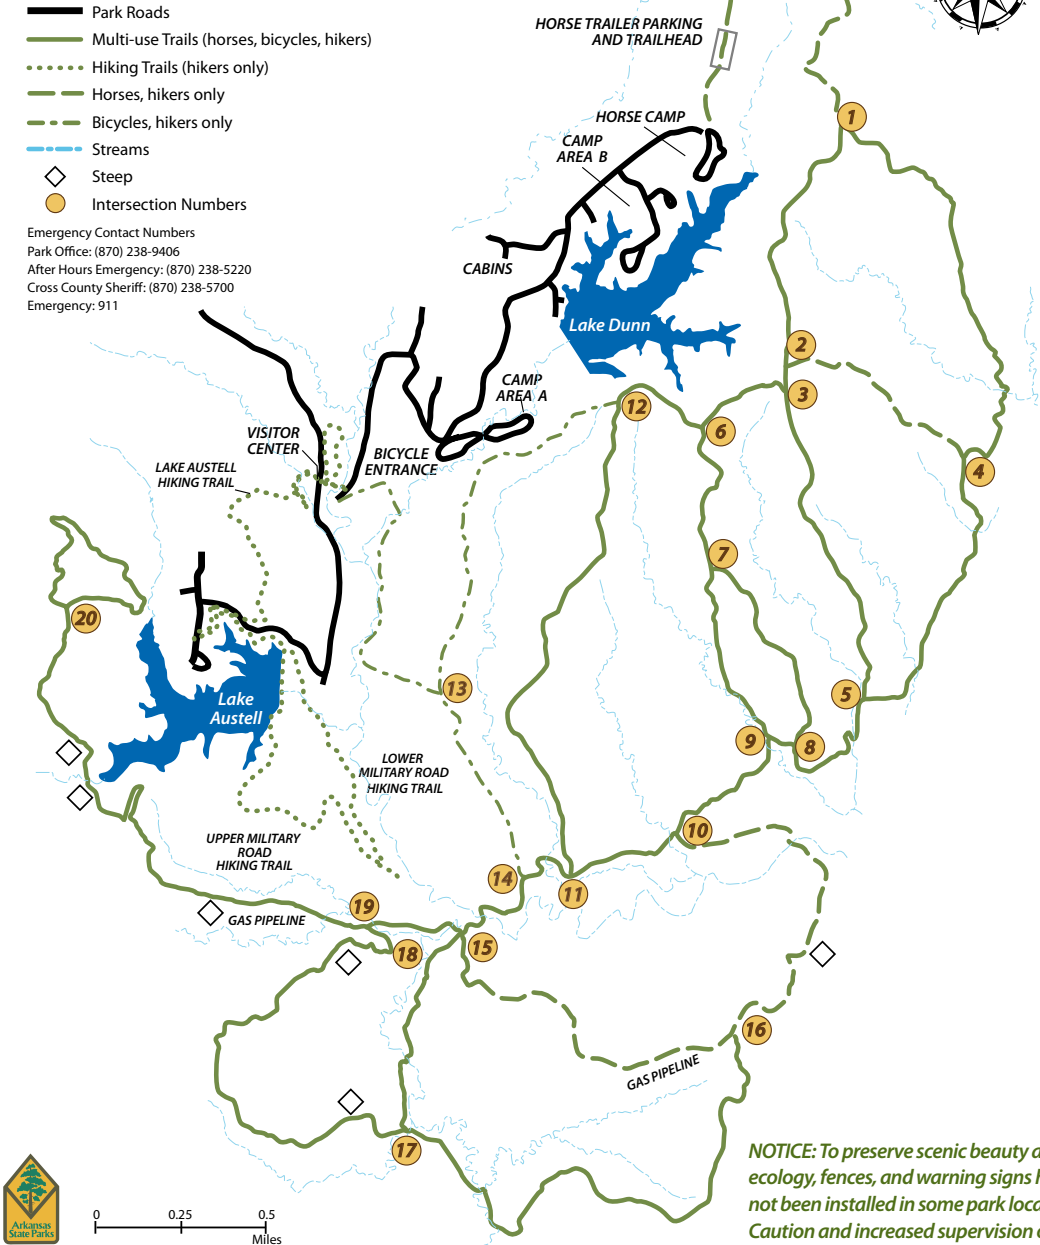 Park Roads
Multi-use Trails (horses, bicycles, hikers)
Hiking Trails (hikers only)
Horses, hikers only
Bicycles, hikers only
Streams
Steep
Intersection Numbers
Emergency Contact Numbers
Park Office: (870) 238-9406
After Hours Emergency: (870) 238-5220
Cross County Sheriff: (870) 238-5700
Emergency: 911
HORSE TRAILER PARKING
AND TRAILHEAD
HORSE CAMP
CAMP
AREA B
1
CABINS
Lake Dunn
2
3
CAMP
AREA A
12
6
VISITOR
CENTER
BICYCLE
ENTRANCE
LAKE AUSTELL
HIKING TRAIL
4
7
20
13
5
Lake
Austell
9
8
LOWER
MILITARY ROAD
HIKING TRAIL
10
UPPER MILITARY
ROAD
HIKING TRAIL
14
11
19
GAS PIPELINE
18
15
16
GAS PIPELINE
17
NOTICE: To preserve scenic beauty a
ecology, fences, and warning signs h
not been installed in some park loca
Caution and increased supervision o
Arkansas
State Parks
0 0.25 0.5
Miles